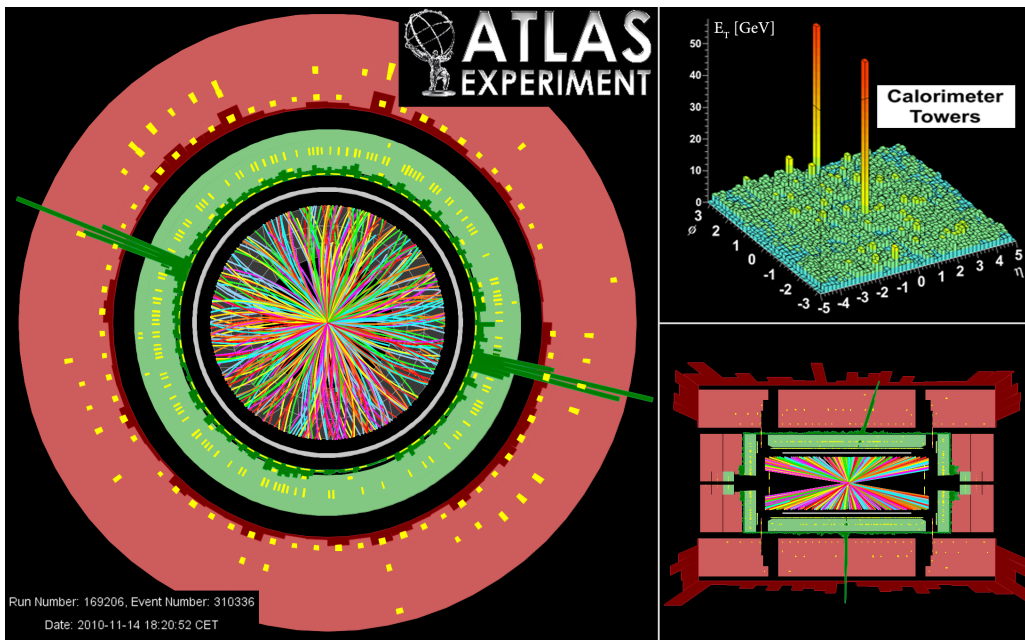 ATLAS
EXPERIMENT
Run Number: 169206, Event Number: 310336
Date: 2010-11-14 18:20:52 CET
E_T [GeV]
Calorimeter
Towers
50
40
30
20
10
0
3
2
1
0
-1
-2
-3
ϕ
-5
-4
-3
-2
-1
0
1
2
3
4
5
η